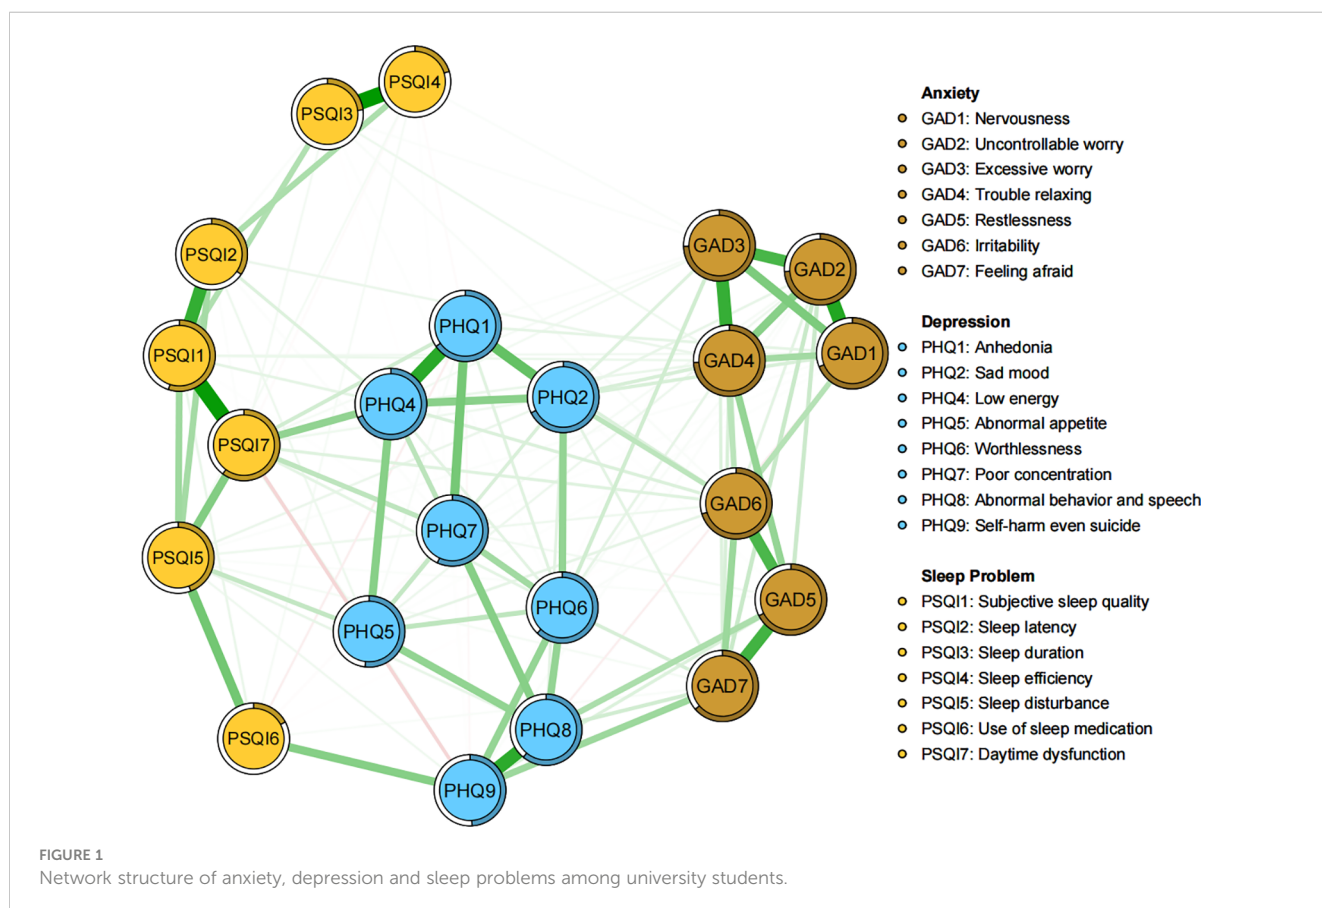 PSQI4
PSQI3
PSQI2
GAD3
GAD2
PHQ1
PSQI1
GAD4
GAD1
PHQ4
PHQ2
PSQI7
GAD6
PHQ7
PSQI5
GAD5
PHQ6
PHQ5
GAD7
PHQ8
PSQI6
PHQ9
Anxiety
GAD1: Nervousness
GAD2: Uncontrollable worry
GAD3: Excessive worry
GAD4: Trouble relaxing
GAD5: Restlessness
GAD6: Irritability
GAD7: Feeling afraid
Depression
PHQ1: Anhedonia
PHQ2: Sad mood
PHQ4: Low energy
PHQ5: Abnormal appetite
PHQ6: Worthlessness
PHQ7: Poor concentration
PHQ8: Abnormal behavior and speech
PHQ9: Self-harm even suicide
Sleep Problem
PSQI1: Subjective sleep quality
PSQI2: Sleep latency
PSQI3: Sleep duration
PSQI4: Sleep efficiency
PSQI5: Sleep disturbance
PSQI6: Use of sleep medication
PSQI7: Daytime dysfunction
FIGURE 1
Network structure of anxiety, depression and sleep problems among university students.